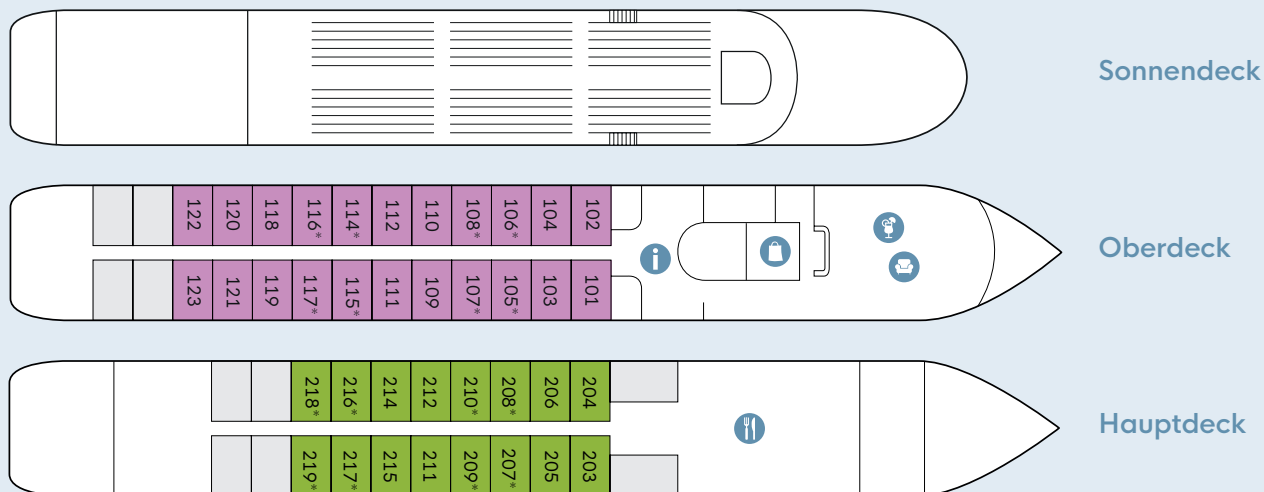 Sonnendeck
122 120 118 116* 114* 112 110 108* 106* 104 102
Oberdeck
123 121 119 117* 115* 111 109 107* 105* 103 101
218* 216* 214 212 210* 208* 206 204
Hauptdeck
219* 217* 215 211 209* 207* 205 203